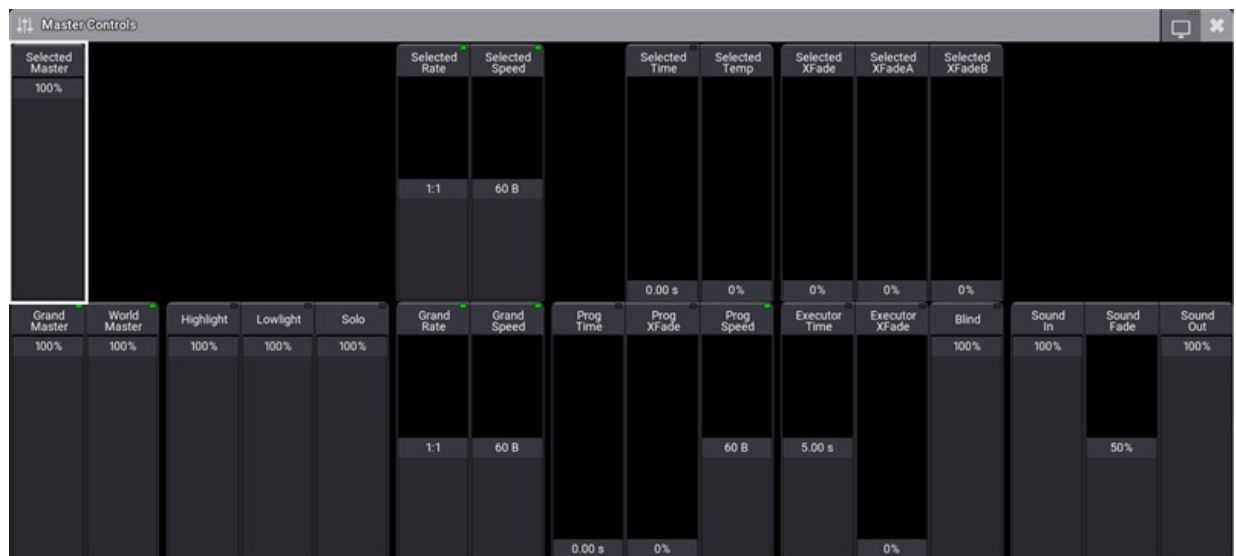 Master Controls
Selected Master
Selected Rate
Selected Speed
Selected Time
Selected Temp
Selected XFade
Selected XFadeA
Selected XFadeB
100%
1:1
60 B
0.00 s
0%
0%
0%
0%
Grand Master
World Master
Highlight
Lowlight
Solo
Grand Rate
Grand Speed
Prog Time
Prog XFade
Prog Speed
Executor Time
Executor XFade
Blind
Sound In
Sound Fade
Sound Out
100%
100%
100%
100%
100%
100%
100%
100%
1:1
60 B
60 B
5.00 s
50%
0.00 s
0%
0%